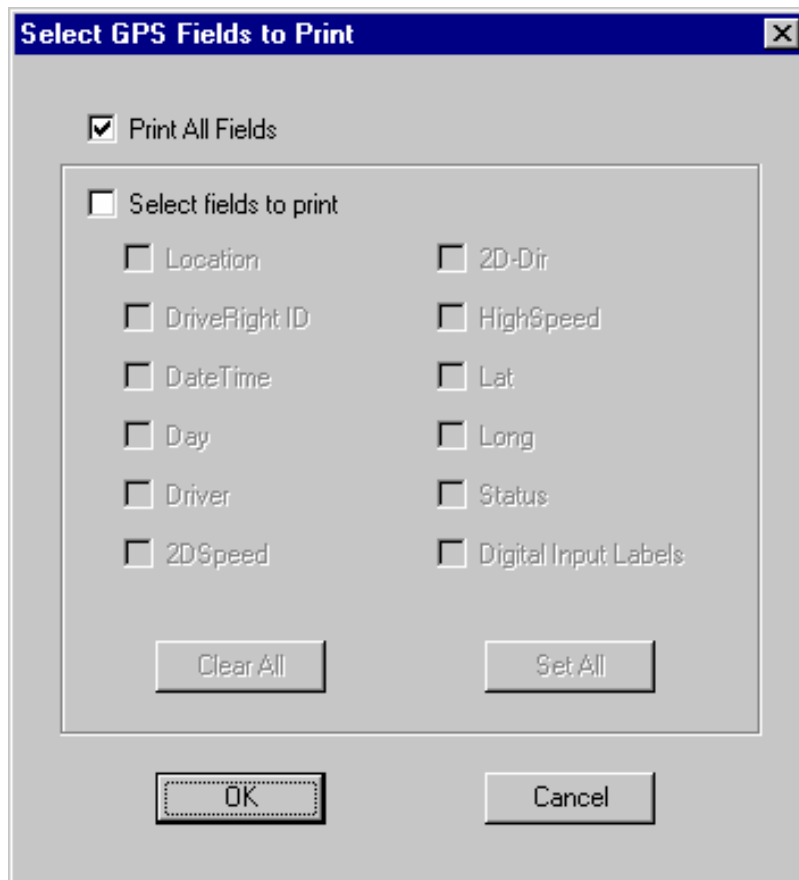 Select GPS Fields to Print
Print All Fields
Select fields to print
Location
2D-Dir
DriveRight ID
HighSpeed
DateTime
Lat
Day
Long
Driver
Status
2DSpeed
Digital Input Labels
Clear All
Set All
OK
Cancel